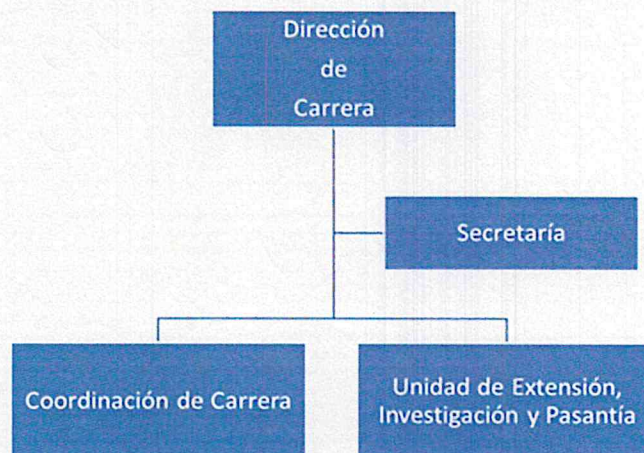 Dirección
de
Carrera
Secretaría
Coordinación de Carrera
Unidad de Extensión,
Investigación y Pasantía